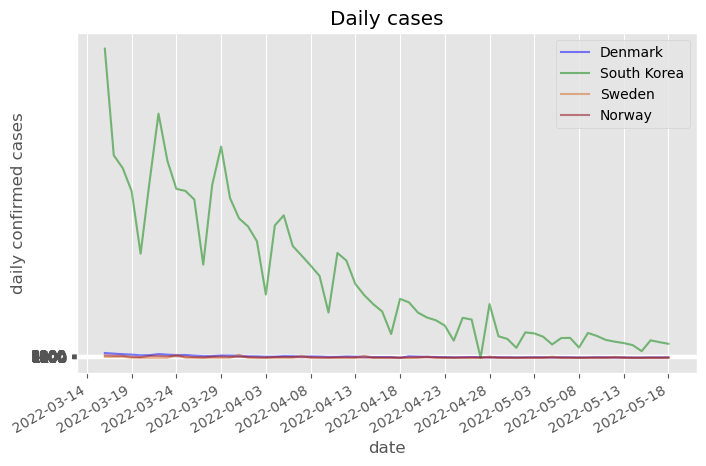 Daily cases
Denmark
South Korea
Sweden
Norway
daily confirmed cases
2022-03-14
2022-03-19
2022-03-24
2022-03-29
2022-04-03
2022-04-08
2022-04-13
2022-04-18
2022-04-23
2022-04-28
2022-05-03
2022-05-08
2022-05-13
2022-05-18
date